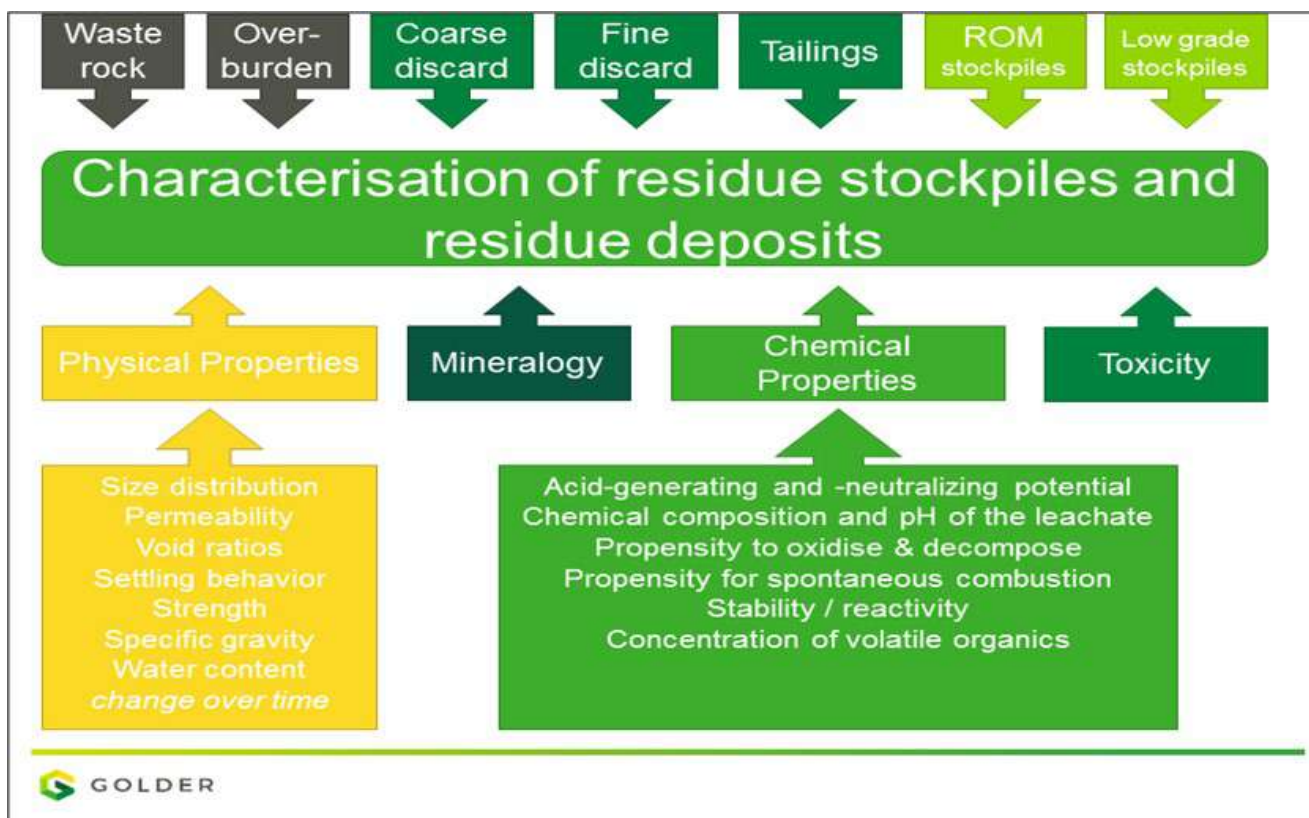 Waste
rock
Over-
burden
Coarse
discard
Fine
discard
Tailings
ROM
stockpiles
Low grade
stockpiles
Characterisation of residue stockpiles and
residue deposits
Physical Properties
Mineralogy
Chemical
Properties
Toxicity
Size distribution
Permeability
Void ratios
Settling behavior
Strength
Specific gravity
Water content
change over time
Acid-generating and -neutralizing potential
Chemical composition and pH of the leachate
Propensity to oxidise & decompose
Propensity for spontaneous combustion
Stability / reactivity
Concentration of volatile organics
GOLDER